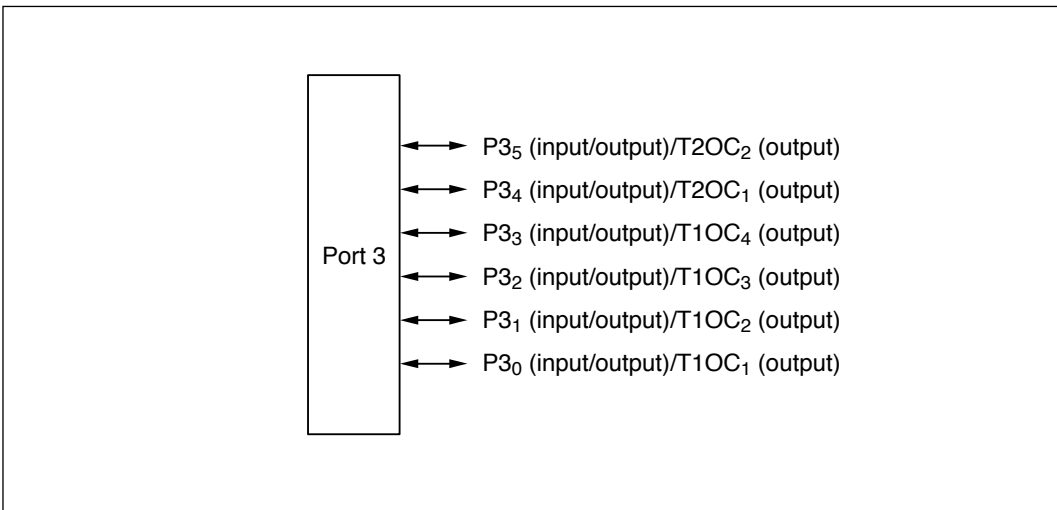 P3₅ (input/output)/T2OC₂ (output)
P3₄ (input/output)/T2OC₁ (output)
P3₃ (input/output)/T1OC₄ (output)
Port 3
P3₂ (input/output)/T1OC₃ (output)
P3₁ (input/output)/T1OC₂ (output)
P3₀ (input/output)/T1OC₁ (output)